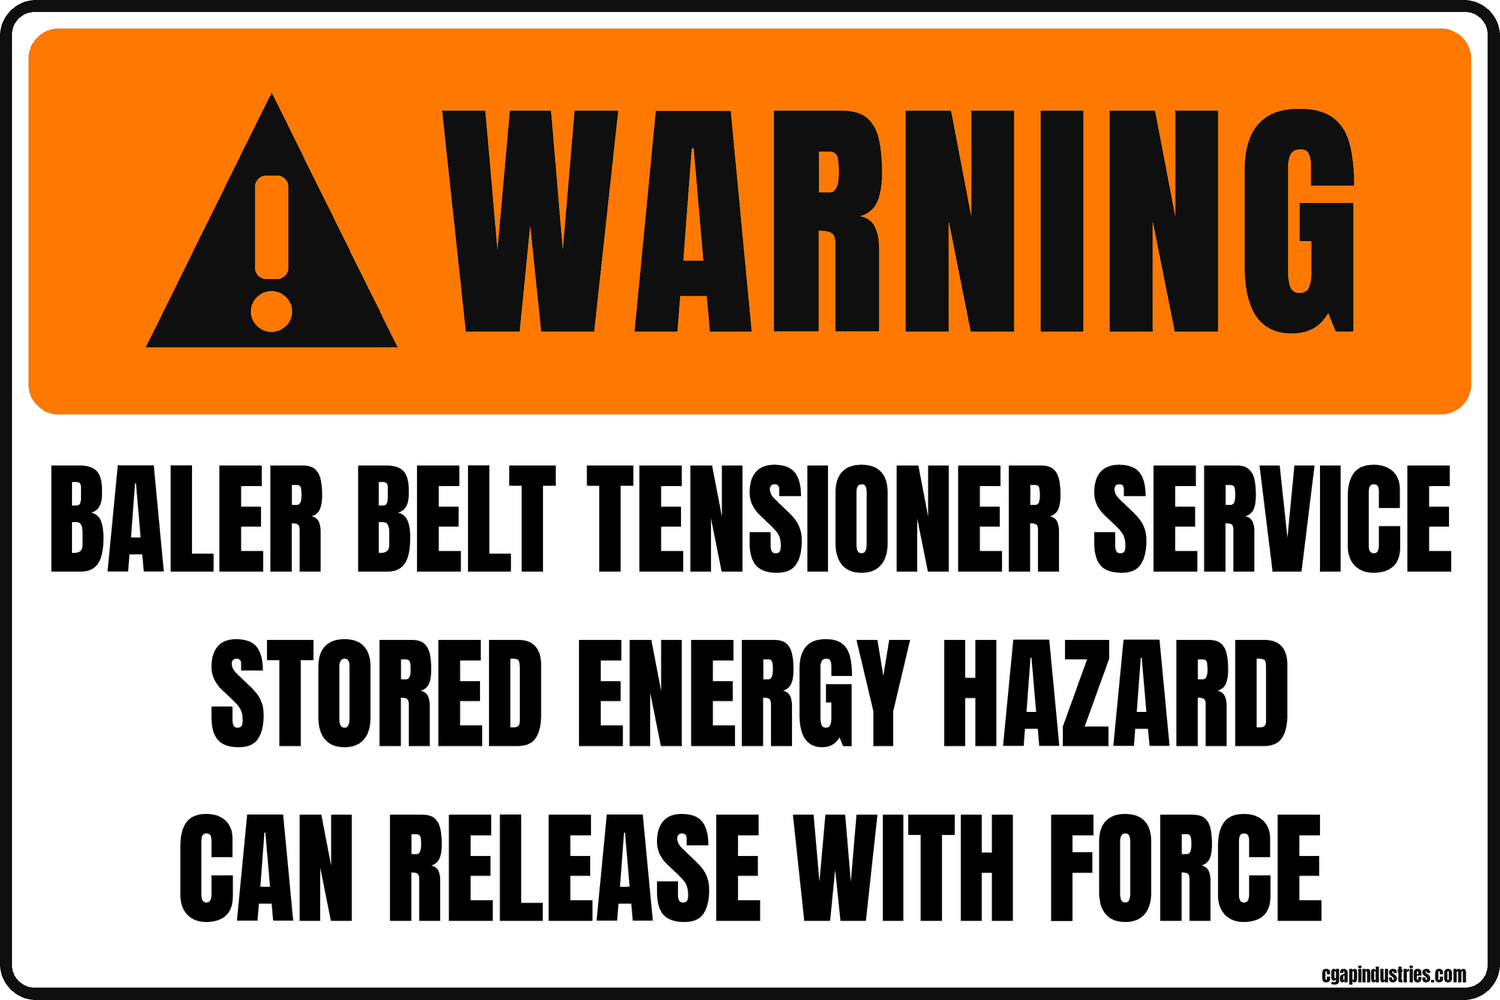 WARNING
BALER BELT TENSIONER SERVICE
STORED ENERGY HAZARD
CAN RELEASE WITH FORCE
cgapindustries.com